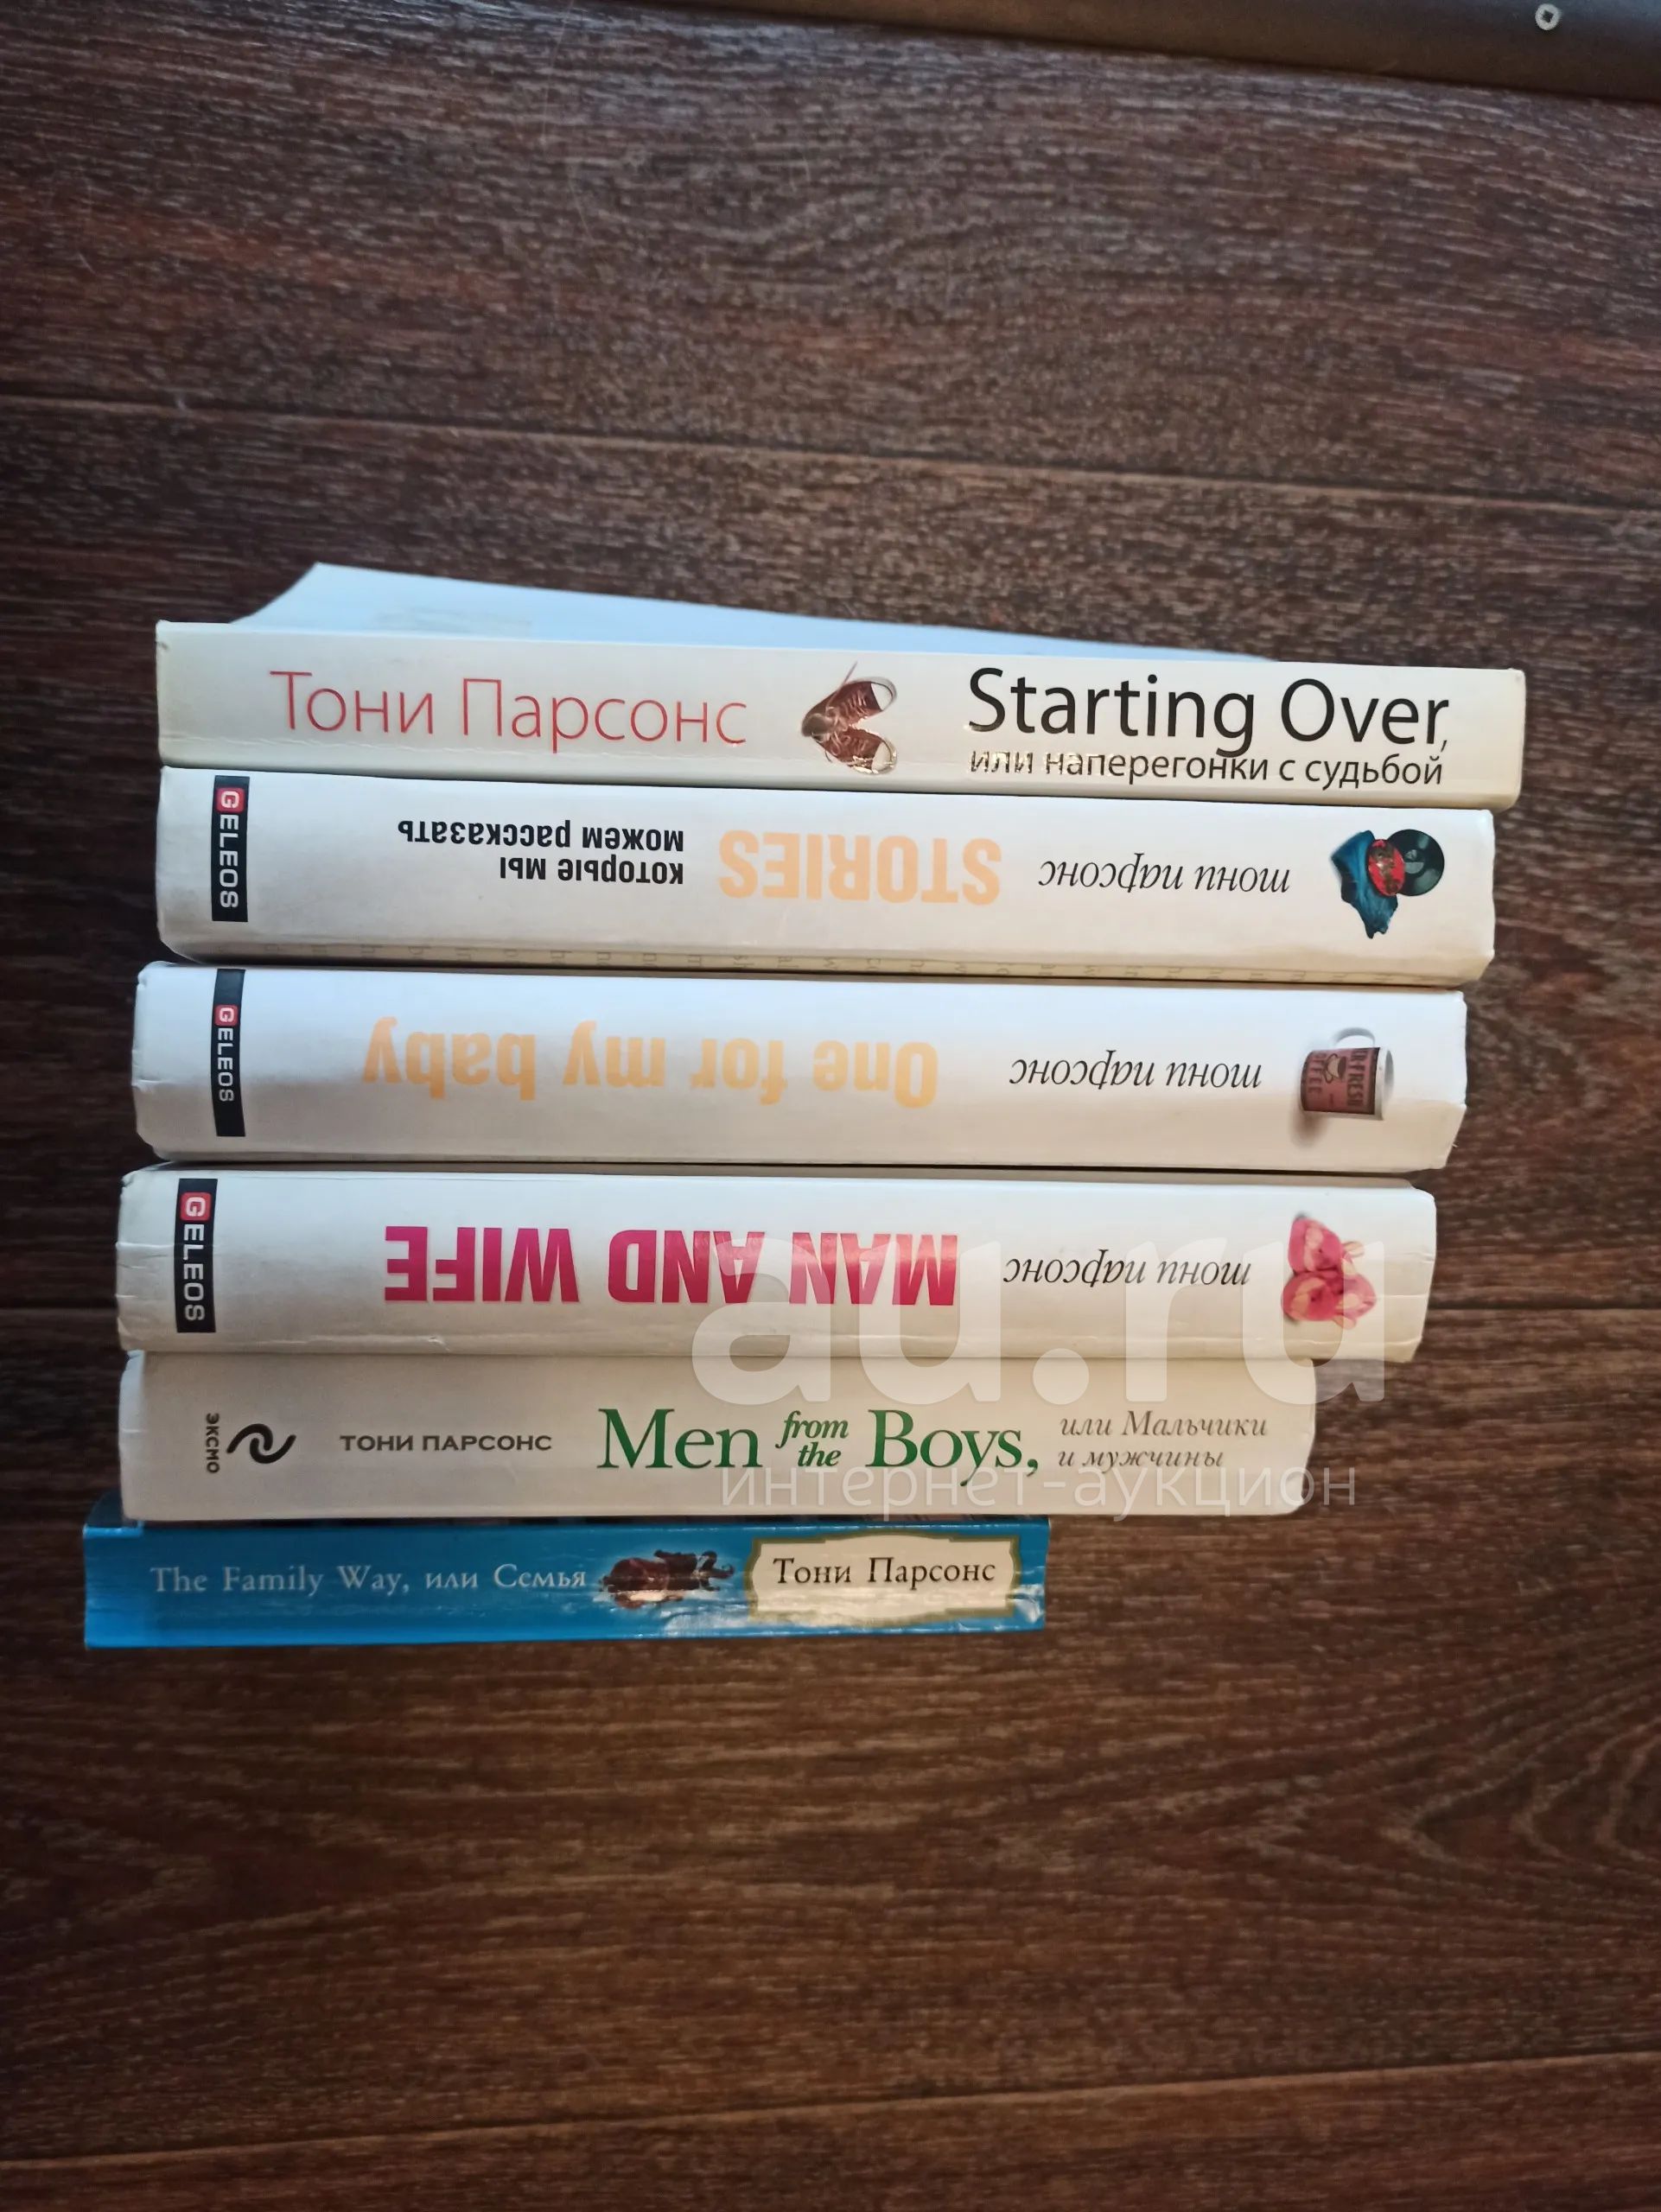 Тони Парсонс
Starting Over,
или наперегонки с судьбой
тони парсонс
STORIES
которые мы
можем рассказать
GELEOS
тони парсонс
One for my baby
GELEOS
тони парсонс
MAN AND WIFE
GELEOS
эксмо
ТОНИ ПАРСОНС
Men from the Boys,
или Мальчики
и мужчины
The Family Way, или Семья
Тони Парсонс
au.ru
интернет-аукцион